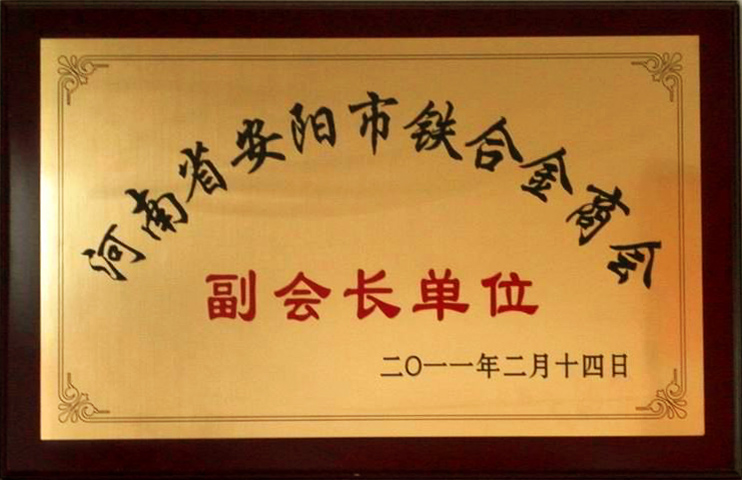 河南省安阳市铁合金商会
副会长单位
二〇一一年二月十四日